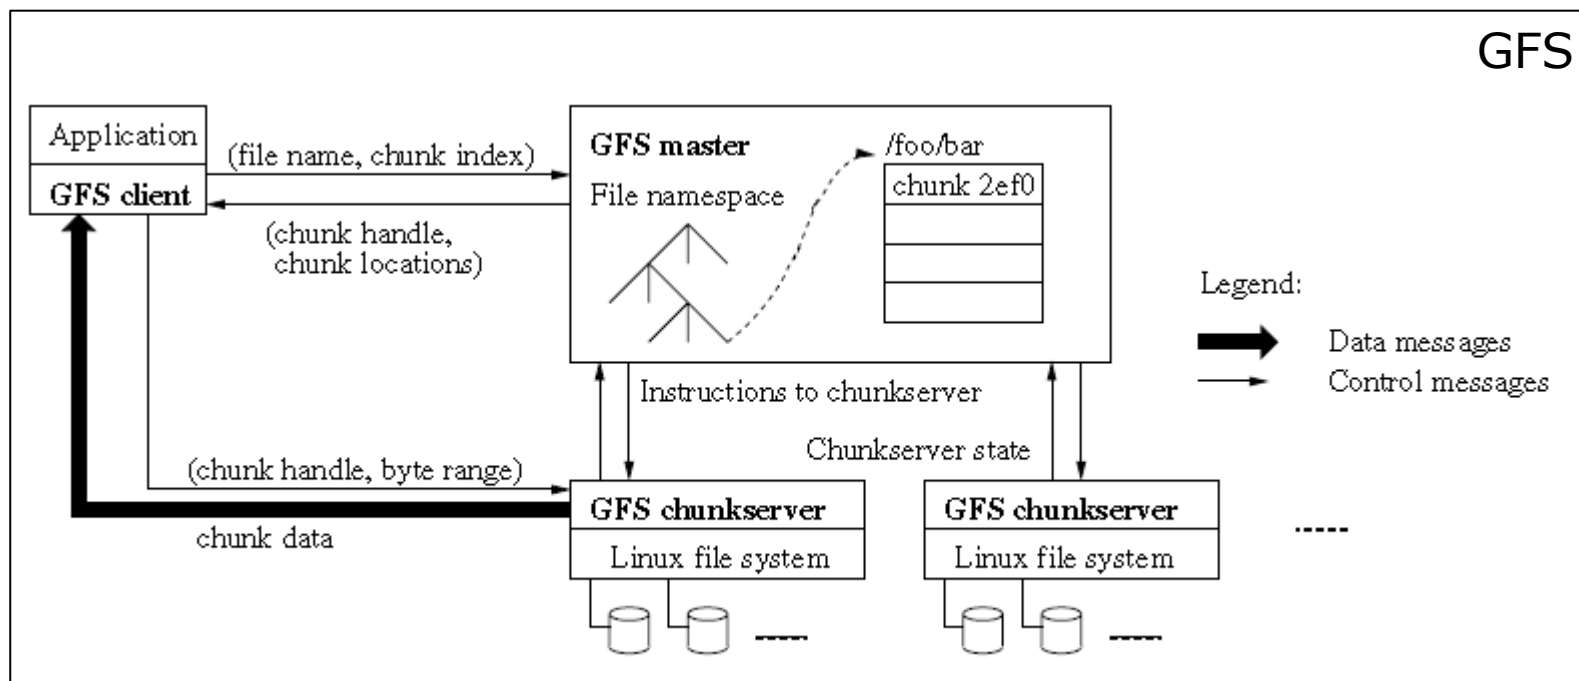 GFS
Application
GFS client
(file name, chunk index)
(chunk handle,
chunk locations)
GFS master
File namespace
/foo/bar
chunk 2ef0
Legend:
Data messages
Control messages
Instructions to chunkserver
Chunkserver state
(chunk handle, byte range)
chunk data
GFS chunkserver
Linux file system
GFS chunkserver
Linux file system